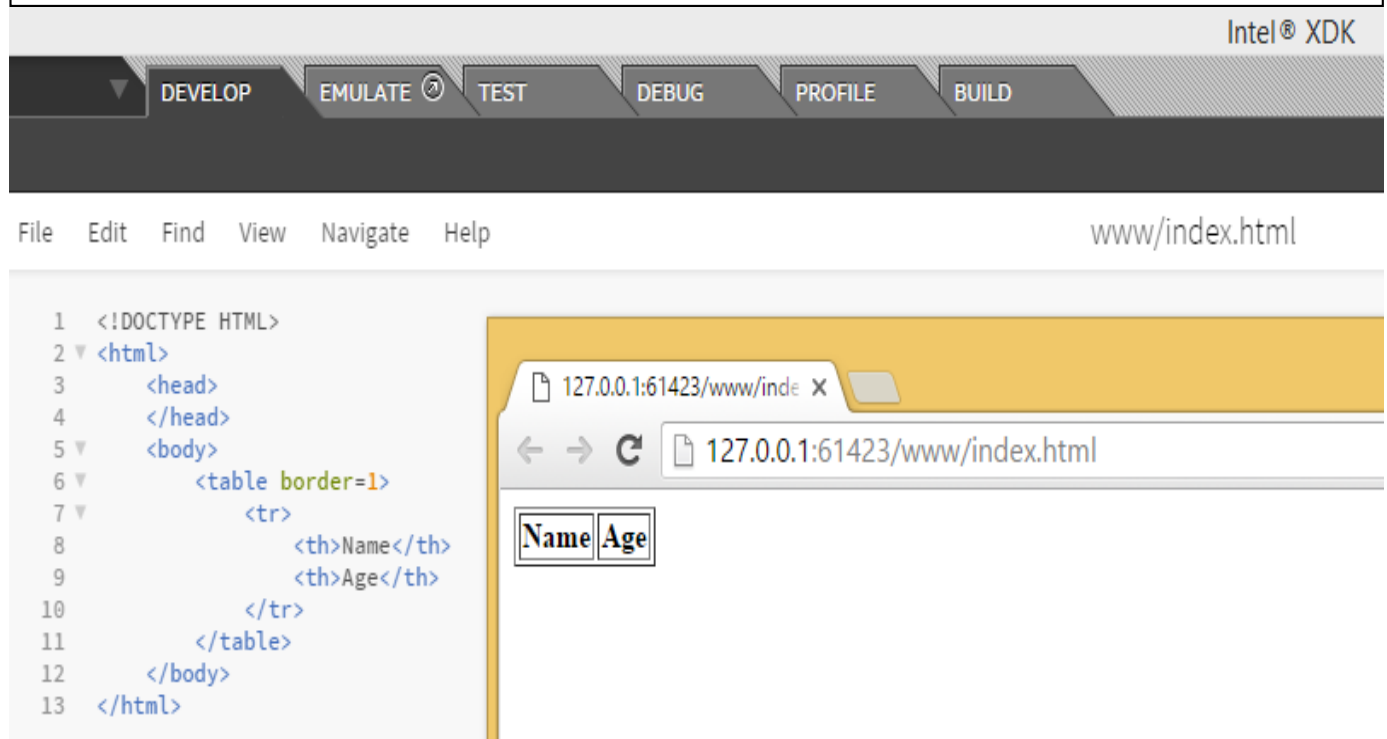 Intel® XDK
DEVELOP EMULATE TEST DEBUG PROFILE BUILD
File Edit Find View Navigate Help www/index.html
1 <!DOCTYPE HTML>
2 <html>
3 <head>
4 </head>
5 <body>
6 <table border=1>
7 <tr>
8 <th>Name</th>
9 <th>Age</th>
10 </tr>
11 </table>
12 </body>
13 </html>
127.0.0.1:61423/www/inde
127.0.0.1:61423/www/index.html
Name Age